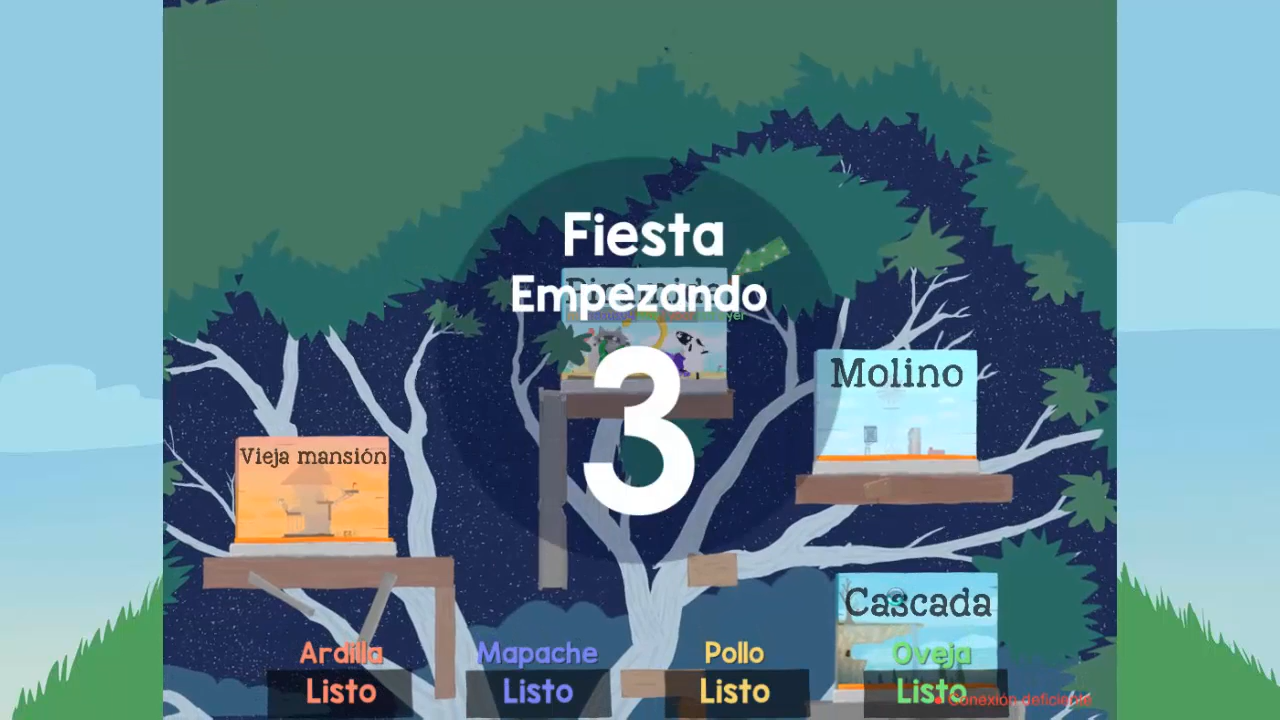 Fiesta
Empezando
3
Molino
Vieja mansión
Cascada
Ardilla
Mapache
Pollo
Oveja
Listo
Listo
Listo
Listo
Conexión deficiente